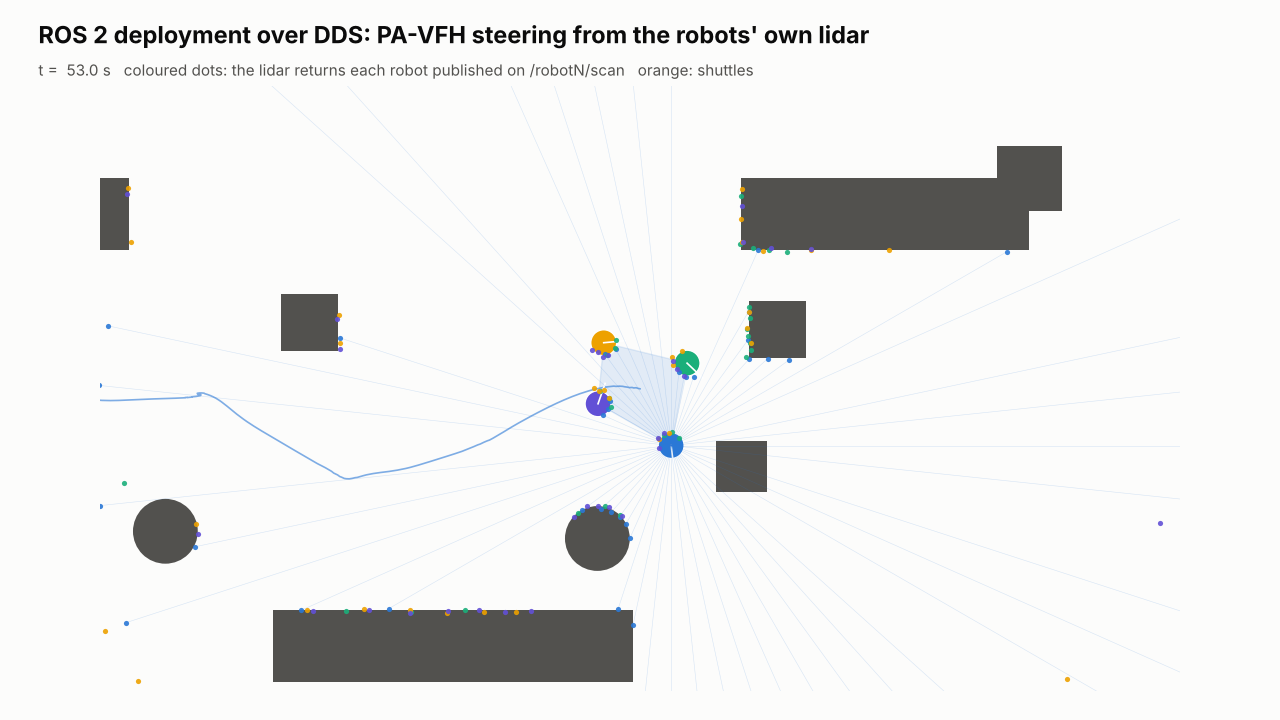 ROS 2 deployment over DDS: PA-VFH steering from the robots' own lidar
t =  53.0 s   coloured dots: the lidar returns each robot published on /robotN/scan   orange: shuttles